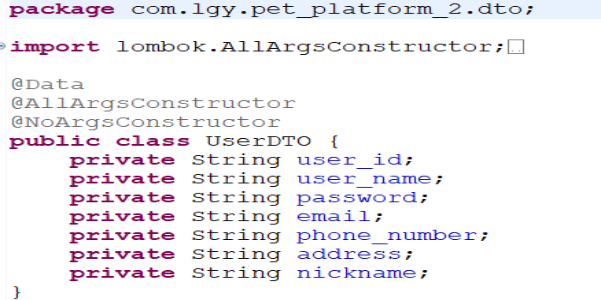 package com.lgy.pet_platform_2.dto;
import lombok.AllArgsConstructor;
@Data
@AllArgsConstructor
@NoArgsConstructor
public class UserDTO {
private String user_id;
private String user_name;
private String password;
private String email;
private String phone_number;
private String address;
private String nickname;
}